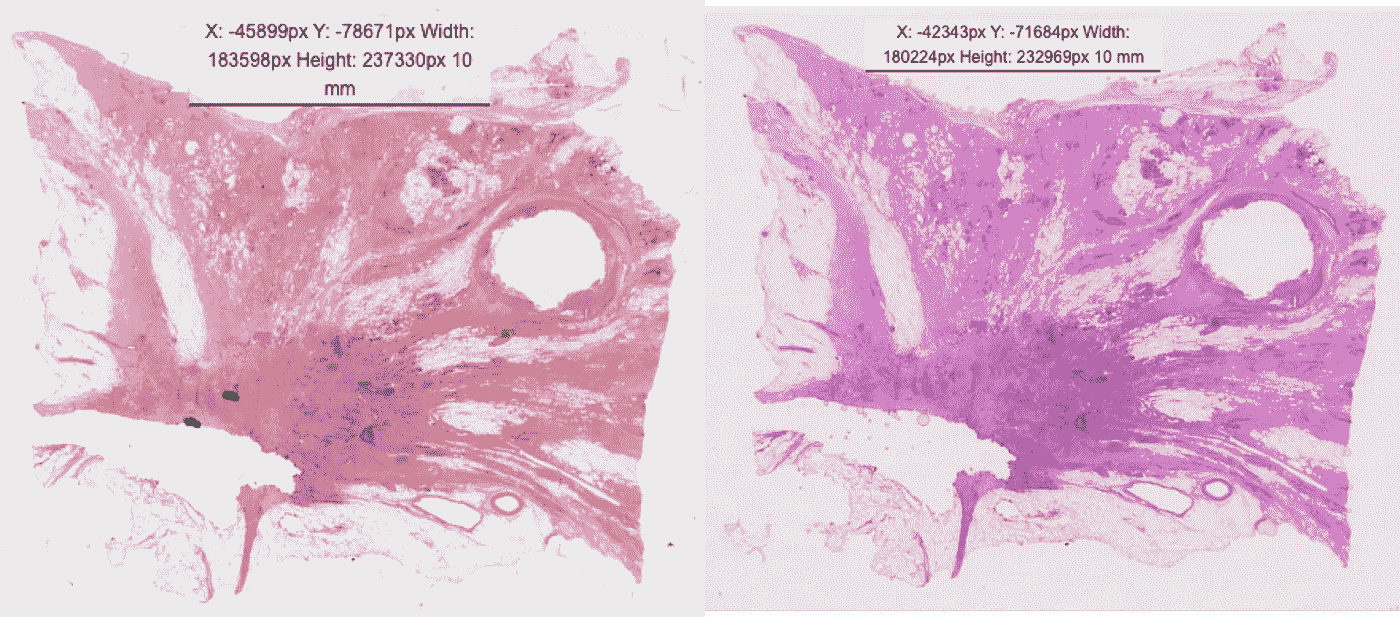 X: -45899px Y: -78671px Width:
183598px Height: 237330px 10
mm
X: -42343px Y: -71684px Width:
180224px Height: 232969px 10 mm